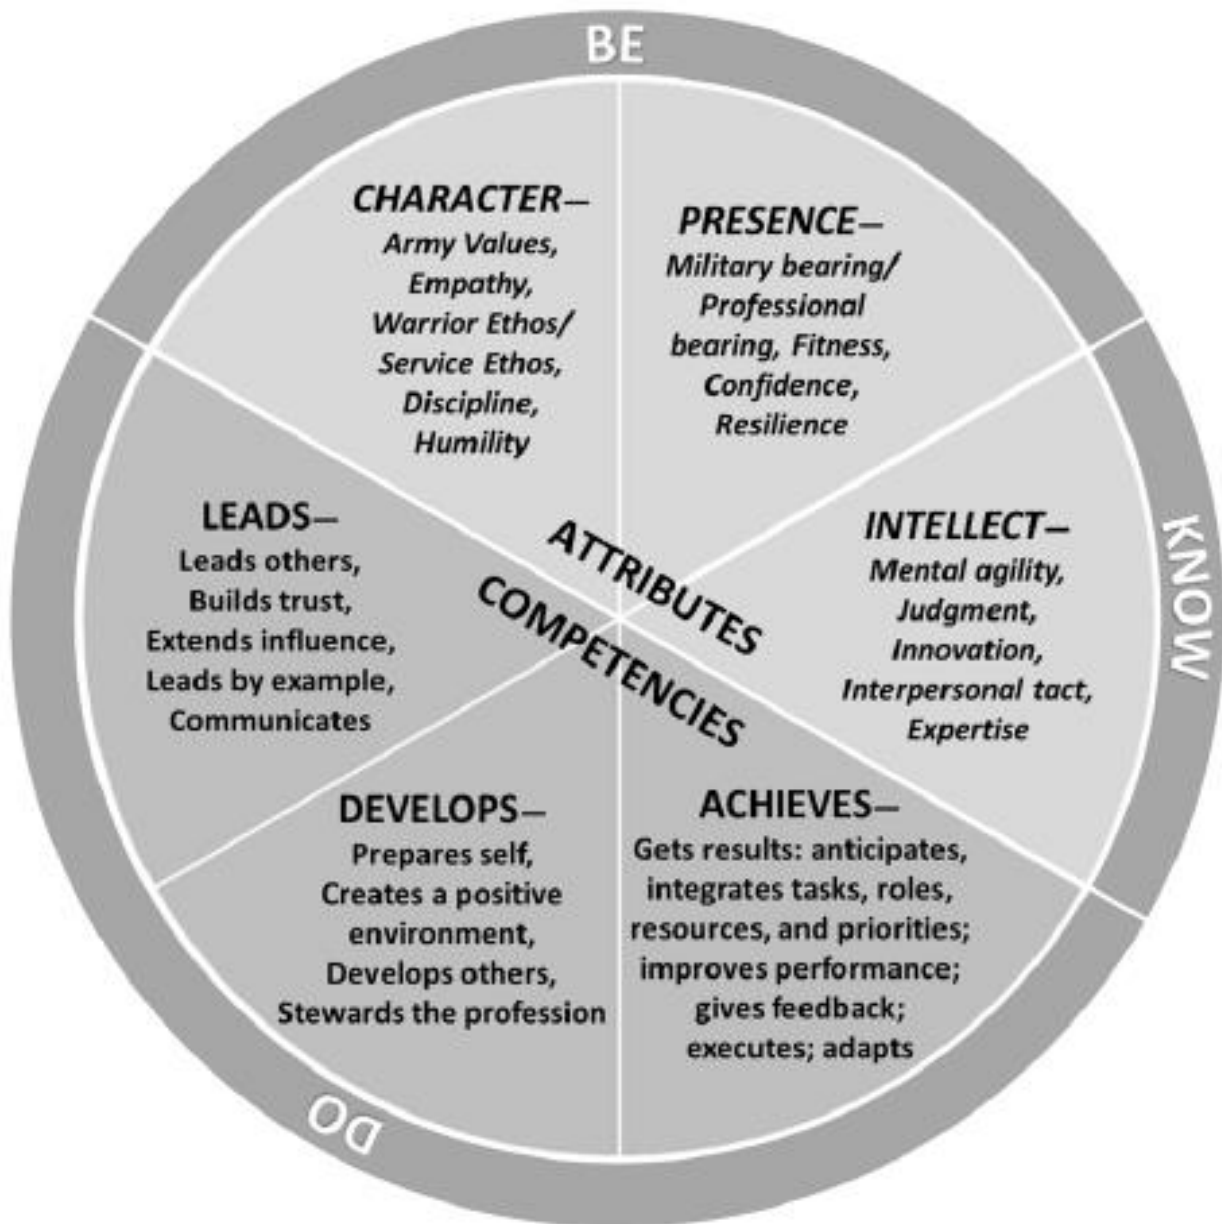 BE
CHARACTER—
Army Values,
Empathy,
Warrior Ethos/
Service Ethos,
Discipline,
Humility
PRESENCE—
Military bearing/
Professional
bearing, Fitness,
Confidence,
Resilience
KNOW
INTELLECT—
Mental agility,
Judgment,
Innovation,
Interpersonal tact,
Expertise
ATTRIBUTES
COMPETENCIES
LEADS—
Leads others,
Builds trust,
Extends influence,
Leads by example,
Communicates
DEVELOPS—
Prepares self,
Creates a positive
environment,
Develops others,
Stewards the profession
ACHIEVES—
Gets results: anticipates,
integrates tasks, roles,
resources, and priorities;
improves performance;
gives feedback;
executes; adapts
DO